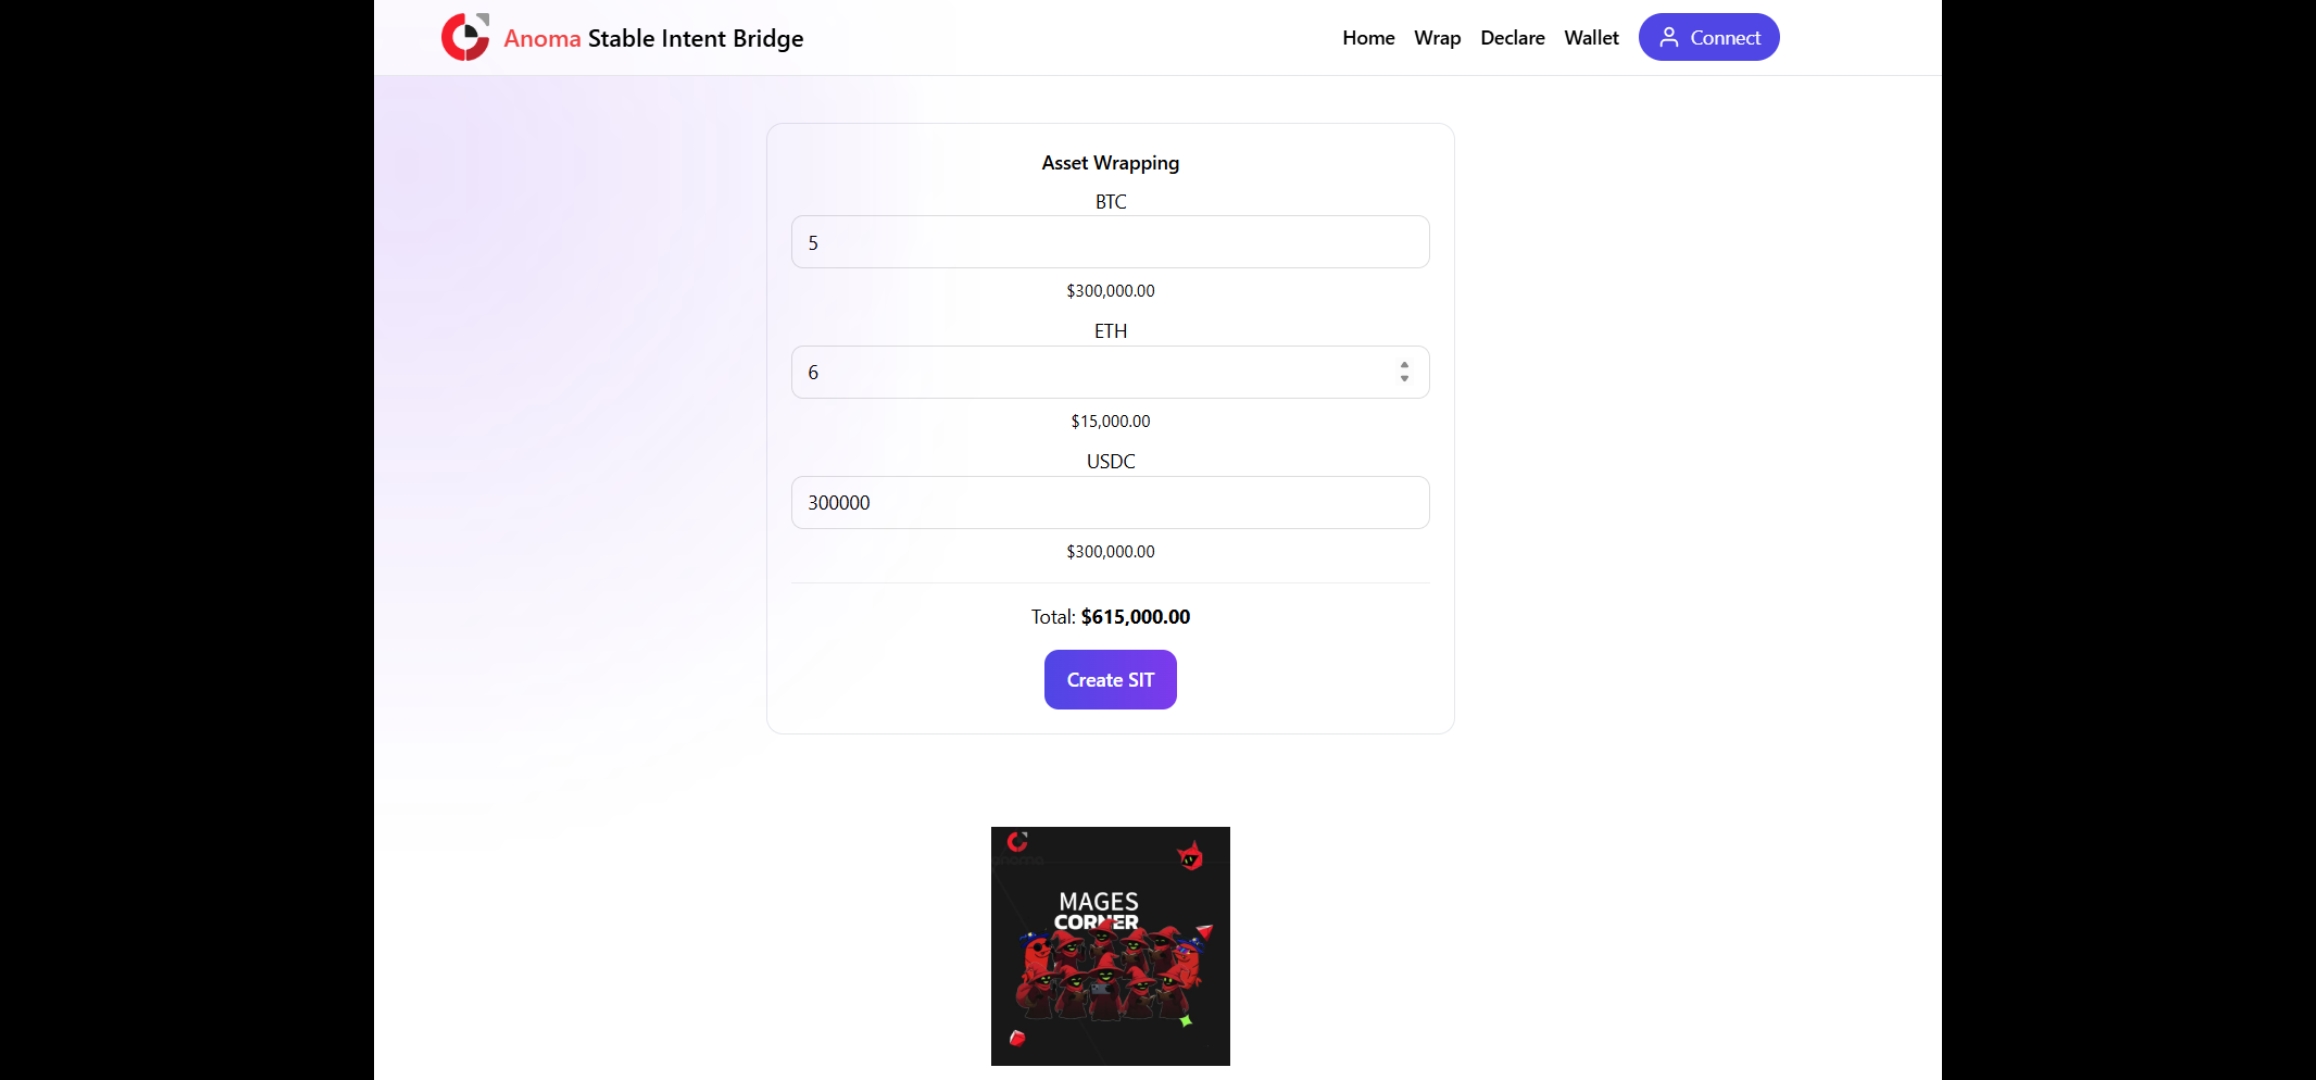 Anoma Stable Intent Bridge
Home Wrap Declare Wallet Connect
Asset Wrapping
BTC
5
$300,000.00
ETH
6
$15,000.00
USDC
300000
$300,000.00
Total: $615,000.00
Create SIT
MAGES
CORNER